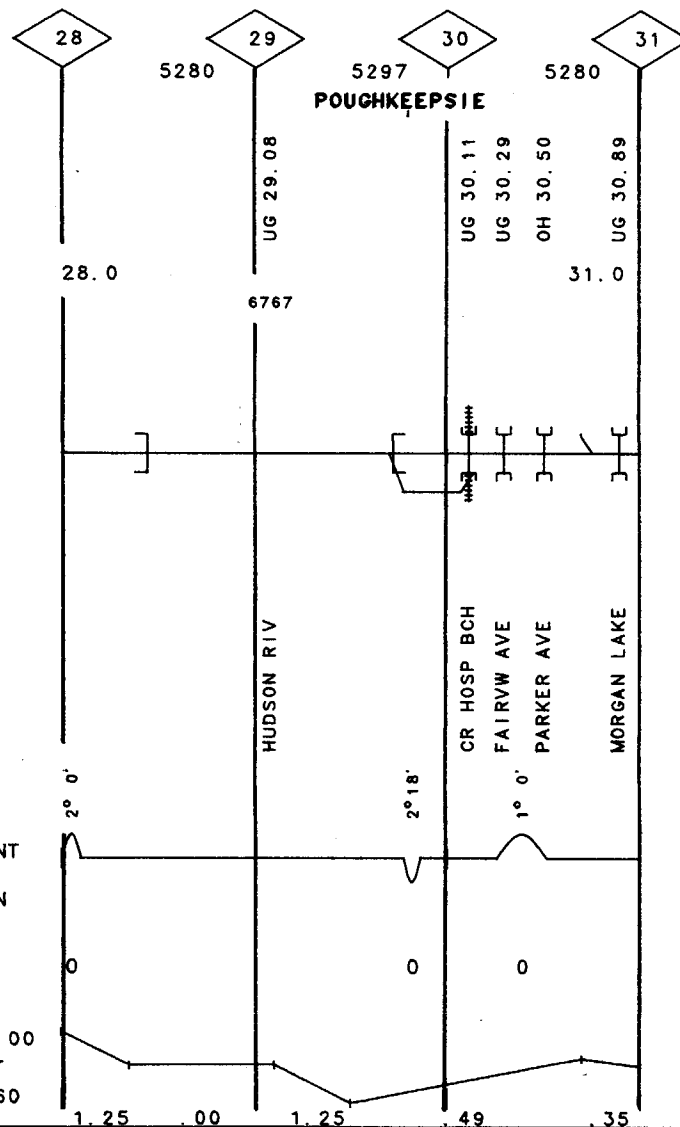 28 29 30 31
5280 5297 5280
POUGHKEEPSIE
UG 29.08
UG 30.11
UG 30.29
OH 30.50
UG 30.89
28.0
31.0
6767
HUDSON RIV
CR HOSP BCH
FAIRVW AVE
PARKER AVE
MORGAN LAKE
2° 0'
2° 18'
1° 0'
NT
N
0 0 0
00
60
1.25 .00 1.25 .49 .35